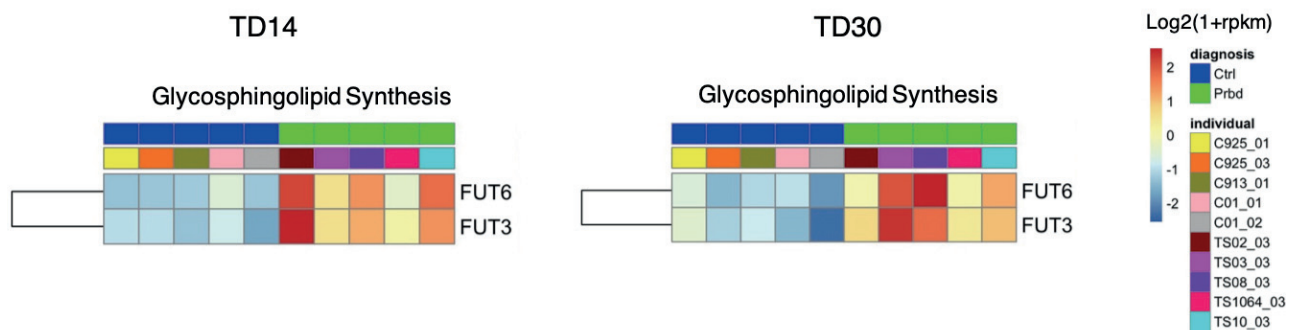 TD14
Glycosphingolipid Synthesis
FUT6
FUT3
TD30
Glycosphingolipid Synthesis
FUT6
FUT3
Log2(1+rpkm)
2
1
0
-1
-2
diagnosis
Ctrl
Prbd
individual
C925_01
C925_03
C913_01
C01_01
C01_02
TS02_03
TS03_03
TS08_03
TS1064_03
TS10_03